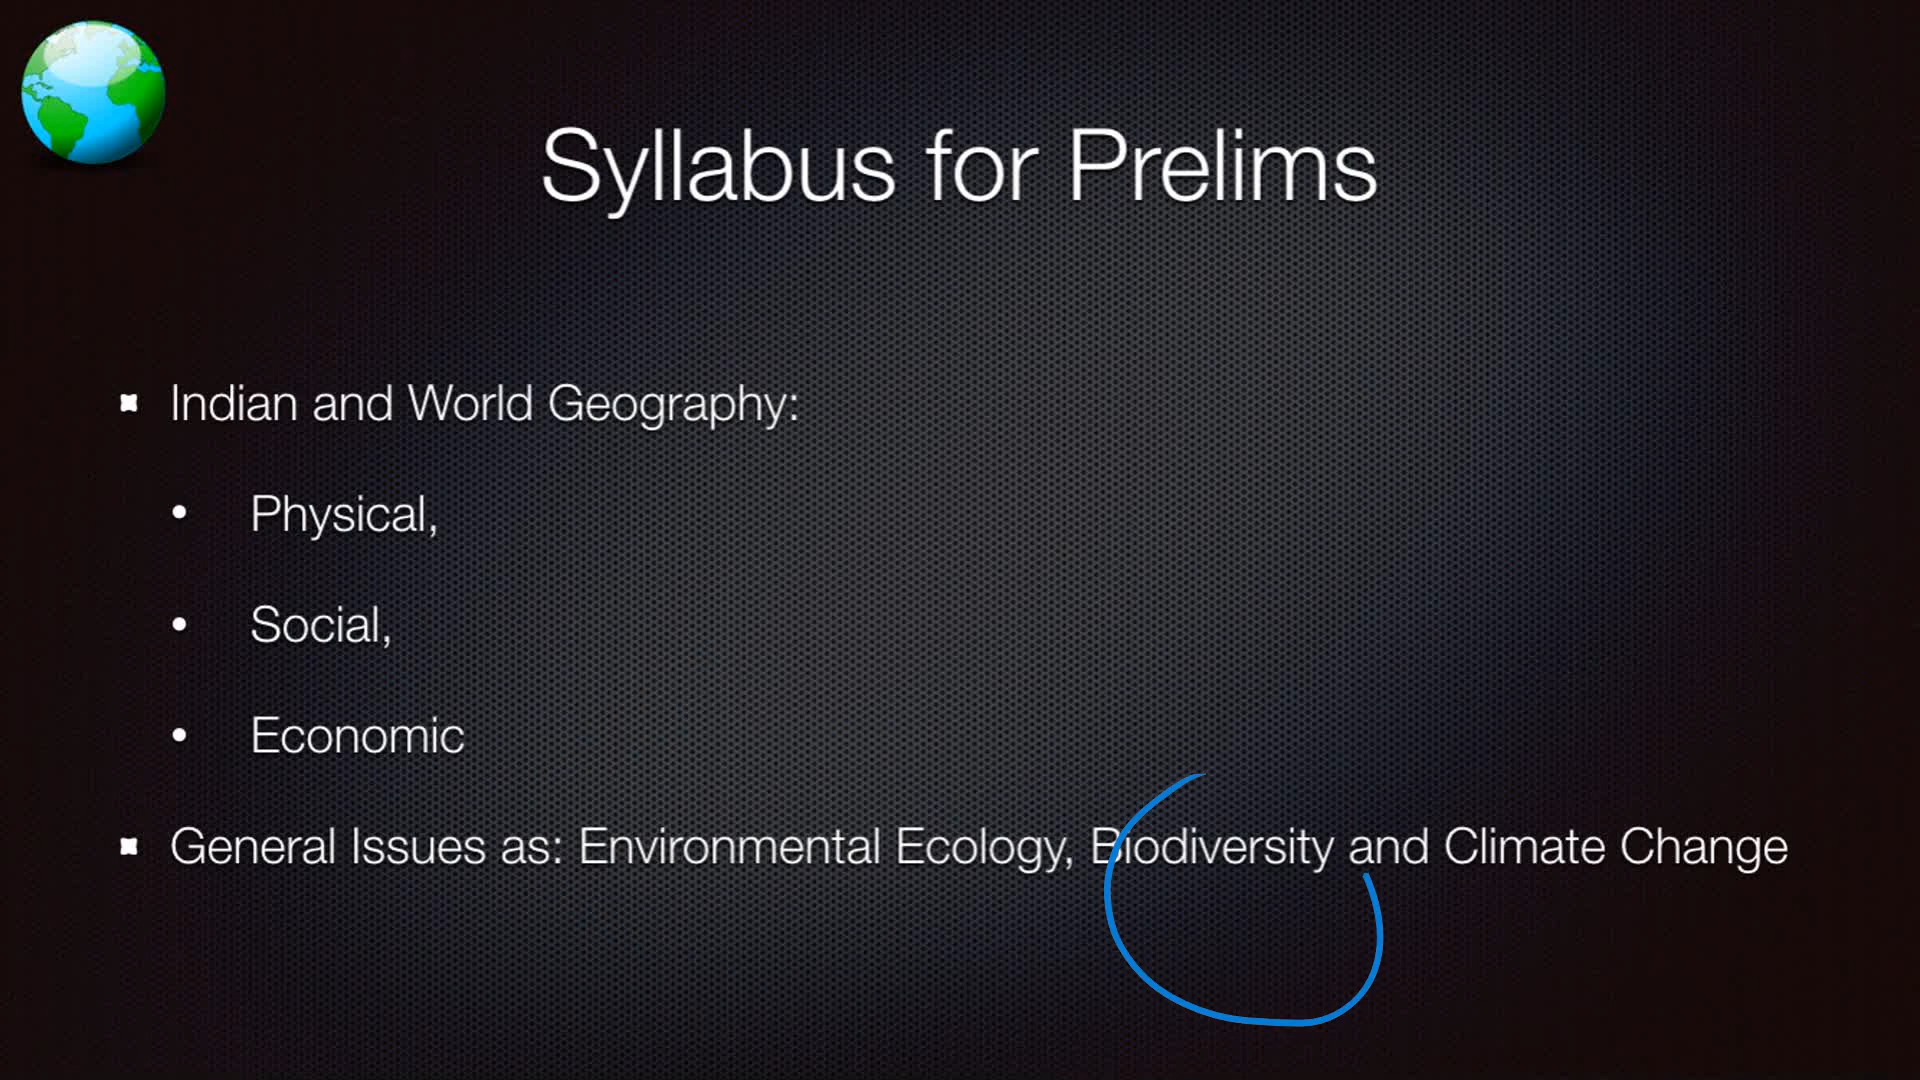 Syllabus for Prelims
Indian and World Geography:
Physical,
Social,
Economic
General Issues as: Environmental Ecology, Biodiversity and Climate Change